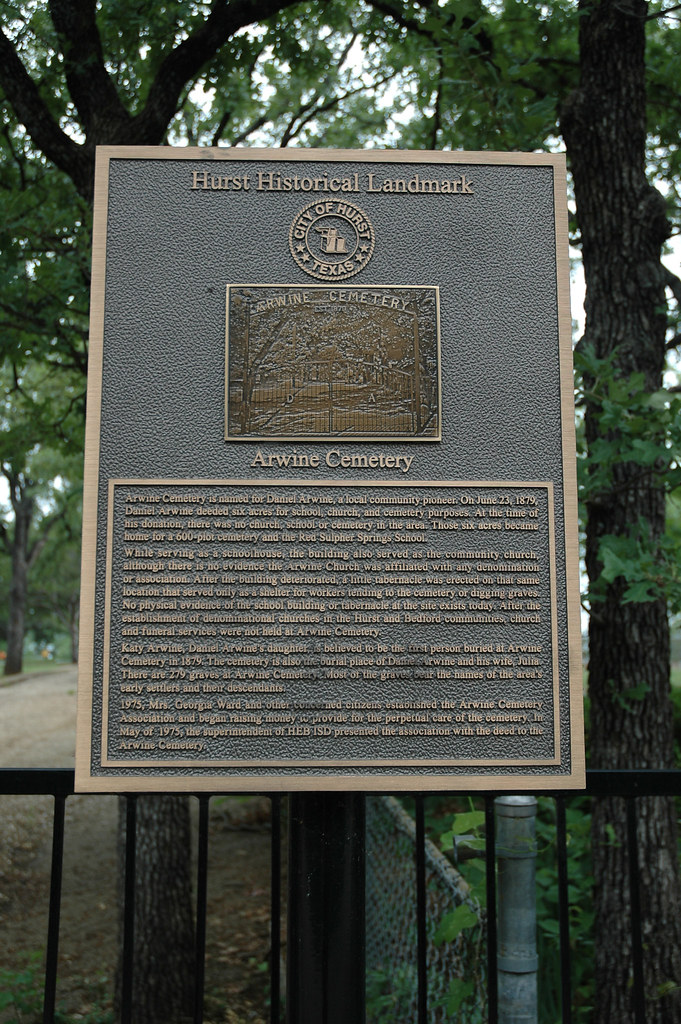 Hurst Historical Landmark
CITY OF HURST
TEXAS
ARWINE CEMETERY
D A
Arwine Cemetery
Arwine Cemetery is named for Daniel Arwine, a local community pioneer. On June 23, 1879,
Daniel Arwine deeded six acres for school, church, and cemetery purposes. At the time of
his donation, there was no church, school or cemetery in the area. Those six acres became
home for a 600-plot cemetery and the Red Sulpher Springs School.
While serving as a schoolhouse, the building also served as the community church,
although there is no evidence the Arwine Church was affiliated with any denomination
or association. After the building deteriorated, a little tabernacle was erected on that same
location that served only as a shelter for workers tending to the cemetery or digging graves.
No physical evidence of the school building or tabernacle at the site exists today. After the
establishment of denominational churches in the Hurst and Bedford communities, church
and funeral services were not held at Arwine Cemetery.
Katy Arwine, Daniel Arwine's daughter, is believed to be the first person buried at Arwine
Cemetery in 1879. The cemetery is also the burial place of Daniel Arwine and his wife, Julia.
There are 279 graves at Arwine Cemetery. Most of the graves bear the names of the area's
early settlers and their descendants.
1975, Mrs. Georgia Ward and other concerned citizens established the Arwine Cemetery
Association and began raising money to provide for the perpetual care of the cemetery. In
May of 1975, the superintendent of HEB ISD presented the association with the deed to the
Arwine Cemetery.